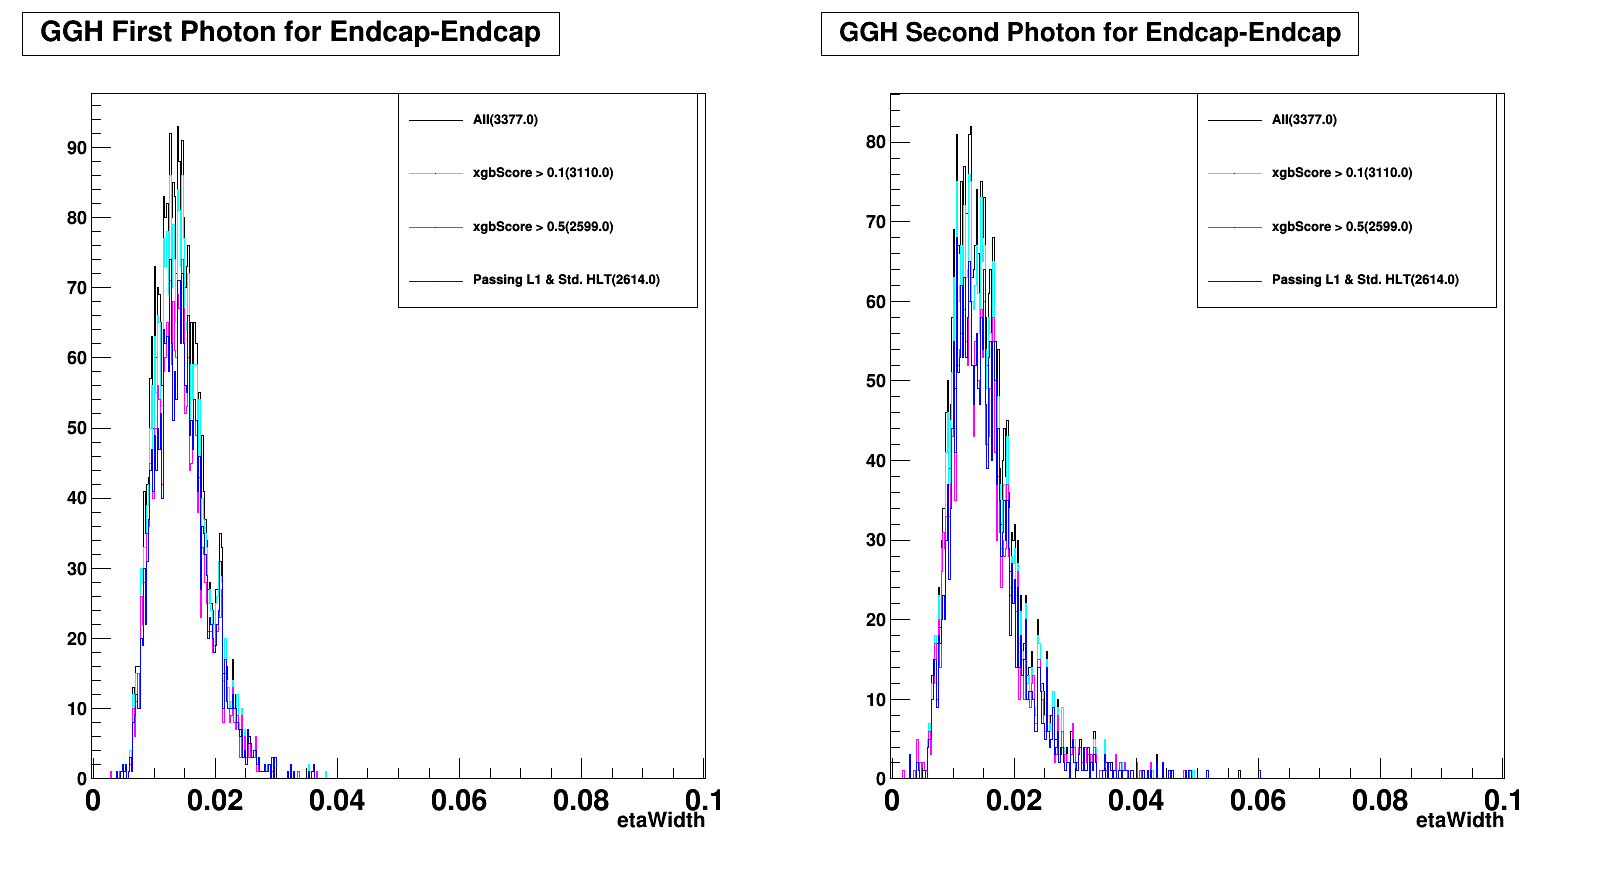 GGH First Photon for Endcap-Endcap
All(3377.0)
xgbScore > 0.1(3110.0)
xgbScore > 0.5(2599.0)
Passing L1 & Std. HLT(2614.0)
90
80
70
60
50
40
30
20
10
0
0 0.02 0.04 0.06 0.08 0.1
etaWidth
GGH Second Photon for Endcap-Endcap
All(3377.0)
xgbScore > 0.1(3110.0)
xgbScore > 0.5(2599.0)
Passing L1 & Std. HLT(2614.0)
80
70
60
50
40
30
20
10
0
0 0.02 0.04 0.06 0.08 0.1
etaWidth